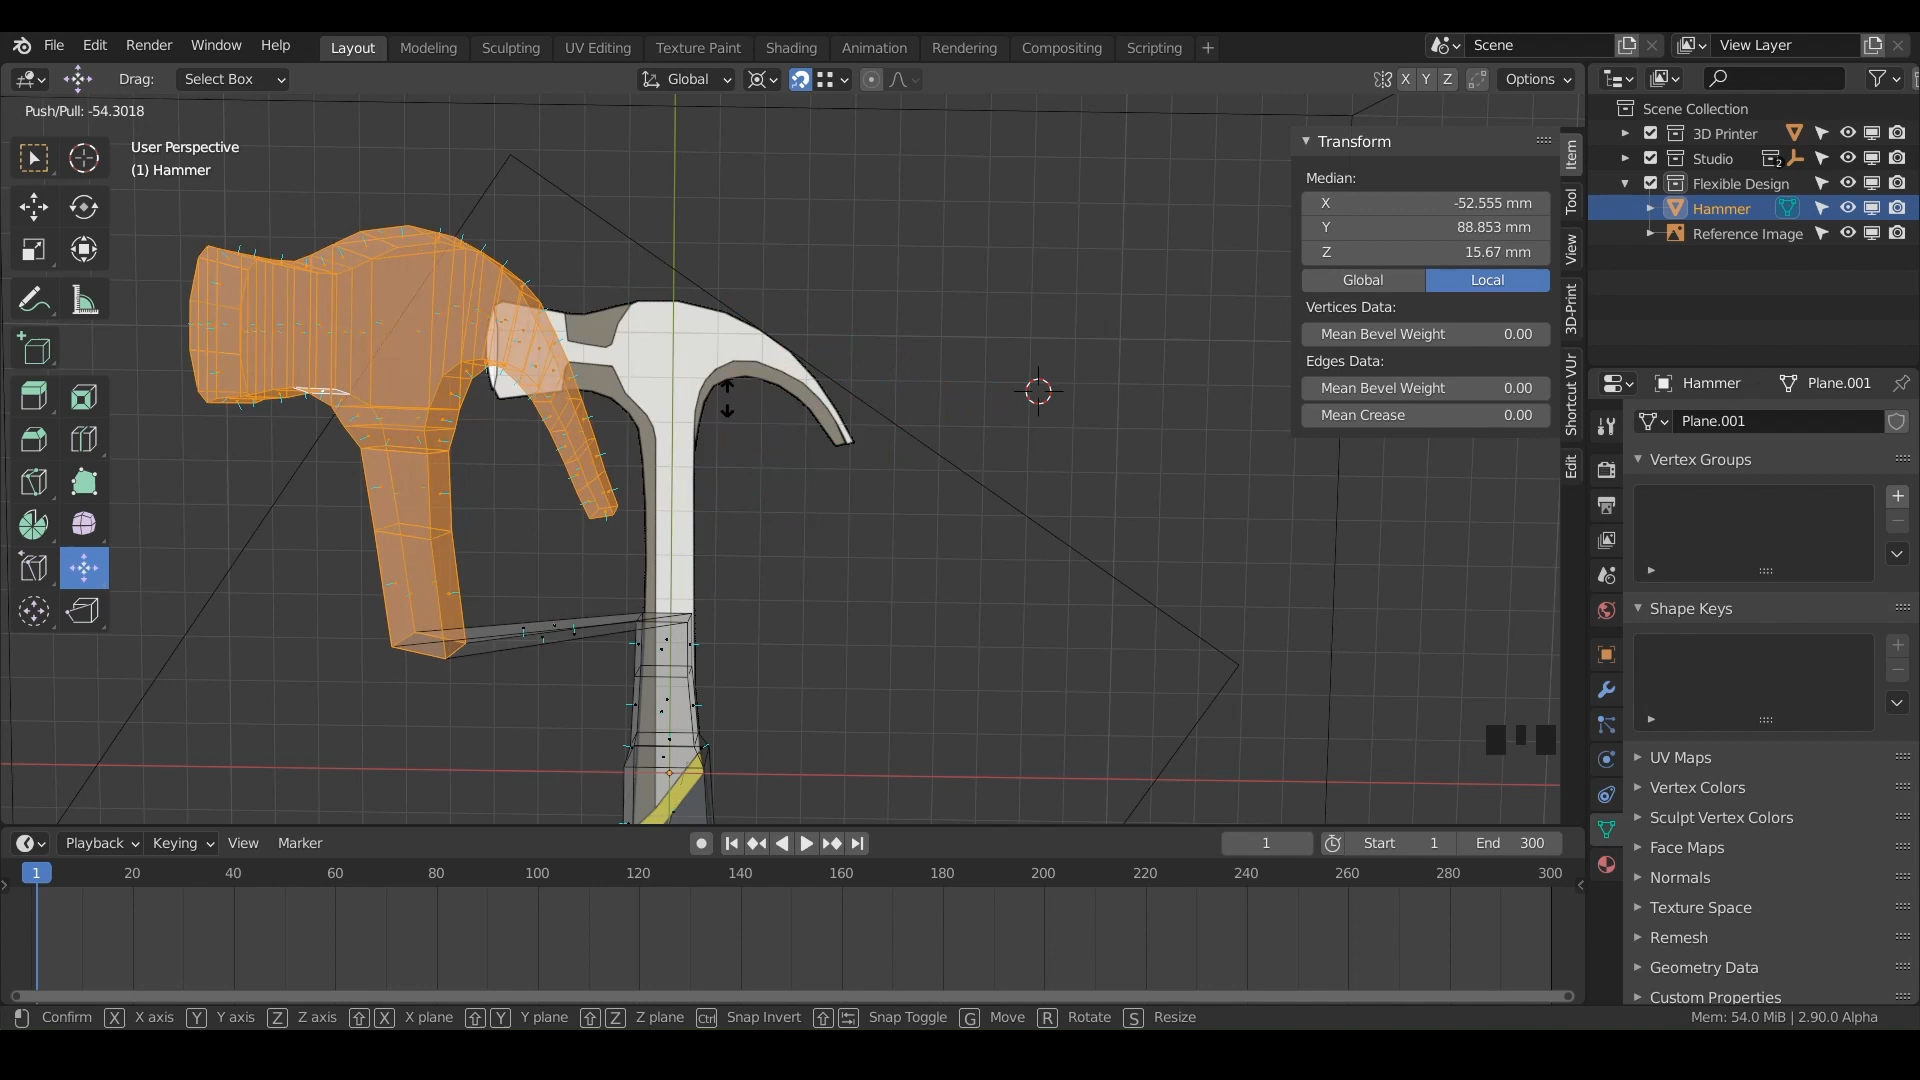 File Edit Render Window Help Layout Modeling Sculpting UV Editing Texture Paint Shading Animation Rendering Compositing Scripting + Scene View Layer
Drag: Select Box Global X Y Z Options
Push/Pull: -54.3018
User Perspective
(1) Hammer
Transform
Median:
X -52.555 mm
Y 88.853 mm
Z 15.67 mm
Global Local
Vertices Data:
Mean Bevel Weight 0.00
Edges Data:
Mean Bevel Weight 0.00
Mean Crease 0.00
Item
Tool
View
3D-Print
Shortcut VUr
Edit
Scene Collection
3D Printer
Studio 2
Flexible Design
Hammer
Reference Image
Hammer Plane.001
Plane.001
Vertex Groups
Shape Keys
UV Maps
Vertex Colors
Sculpt Vertex Colors
Face Maps
Normals
Texture Space
Remesh
Geometry Data
Custom Properties
Playback Keying View Marker 1 Start 1 End 300
1 20 40 60 80 100 120 140 160 180 200 220 240 260 280 300
Confirm X X axis Y Y axis Z Z axis X X plane Y Y plane Z Z plane Ctrl Snap Invert Snap Toggle G Move R Rotate S Resize Mem: 54.0 MiB | 2.90.0 Alpha